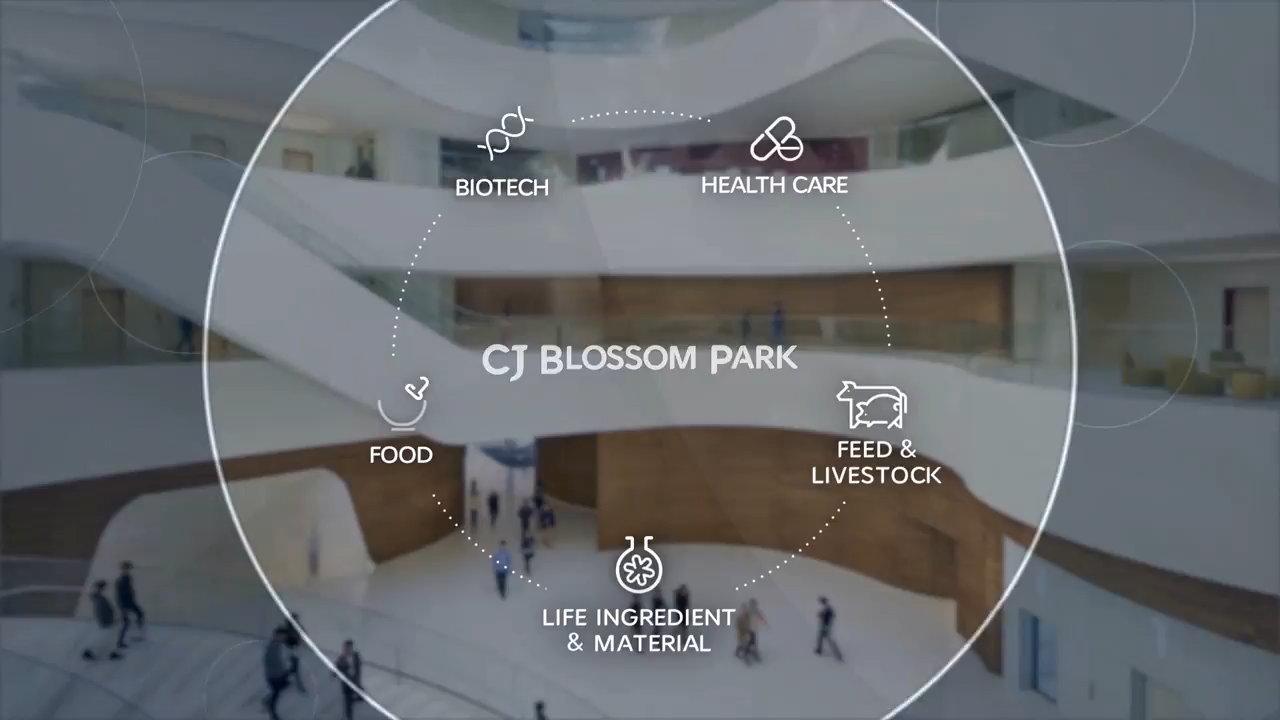 BIOTECH
HEALTH CARE
CJ BLOSSOM PARK
FOOD
FEED &
LIVESTOCK
LIFE INGREDIENT
& MATERIAL